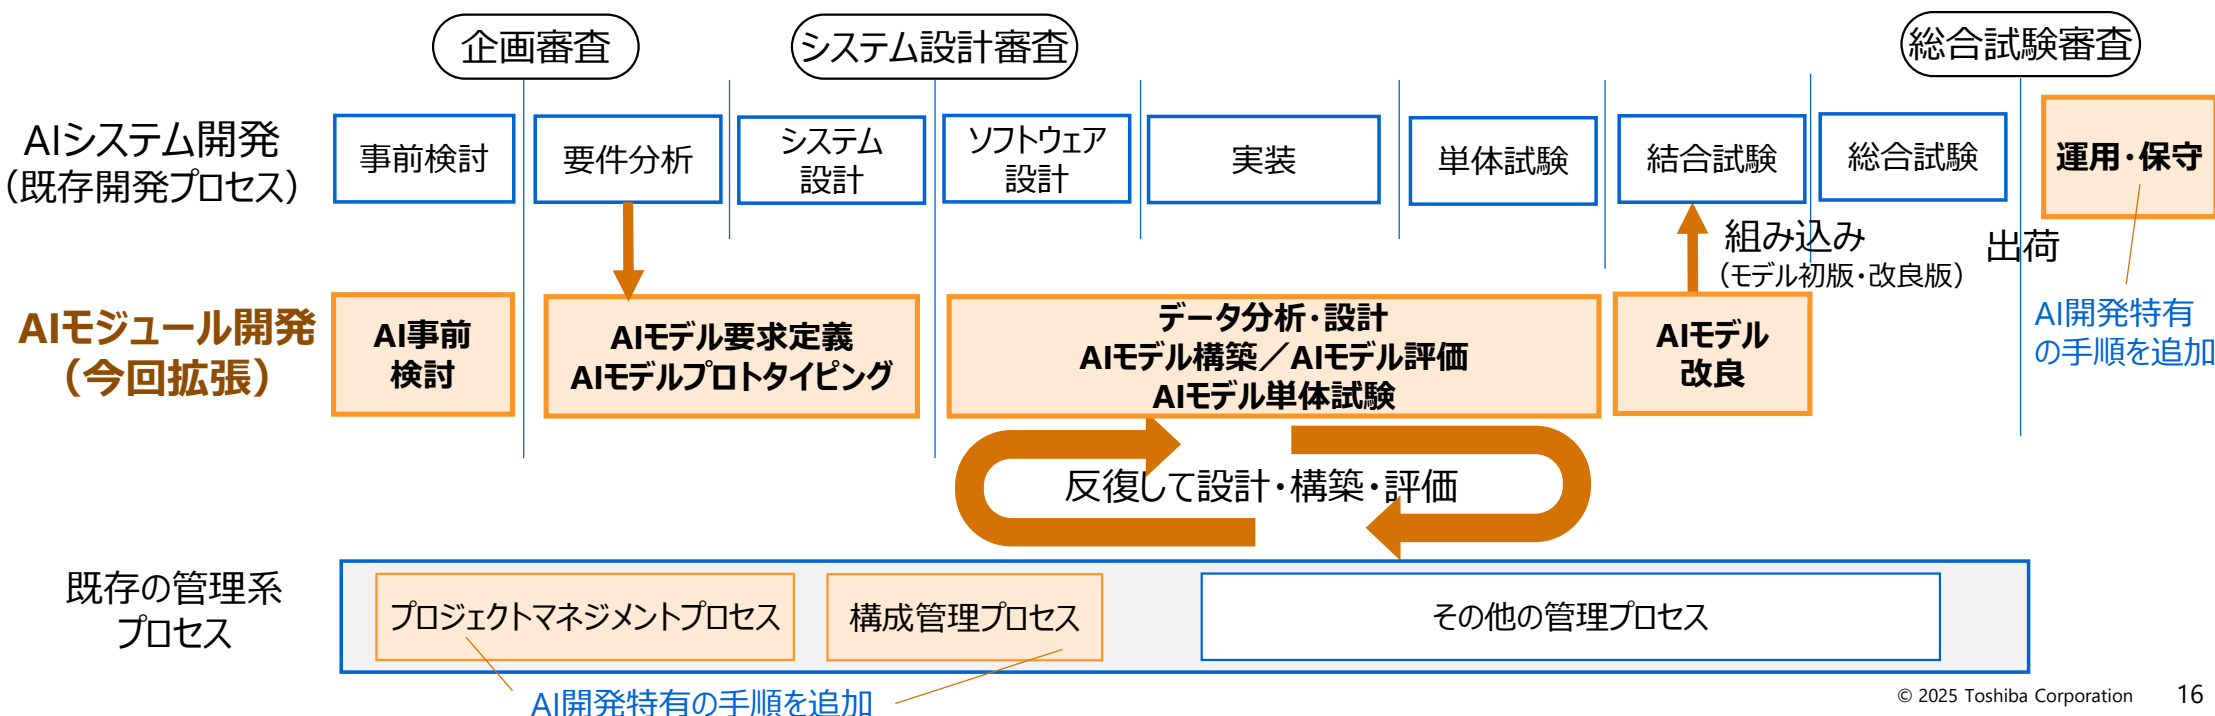 企画審査
システム設計審査
総合試験審査
AIシステム開発
（既存開発プロセス）
事前検討
要件分析
システム
設計
ソフトウェア
設計
実装
単体試験
結合試験
総合試験
運用・保守
組み込み
（モデル初版・改良版）
出荷
AIモジュール開発
（今回拡張）
AI事前
検討
AIモデル要求定義
AIモデルプロトタイピング
データ分析・設計
AIモデル構築／AIモデル評価
AIモデル単体試験
AIモデル
改良
AI開発特有
の手順を追加
反復して設計・構築・評価
既存の管理系
プロセス
プロジェクトマネジメントプロセス
構成管理プロセス
その他の管理プロセス
AI開発特有の手順を追加
© 2025 Toshiba Corporation
16